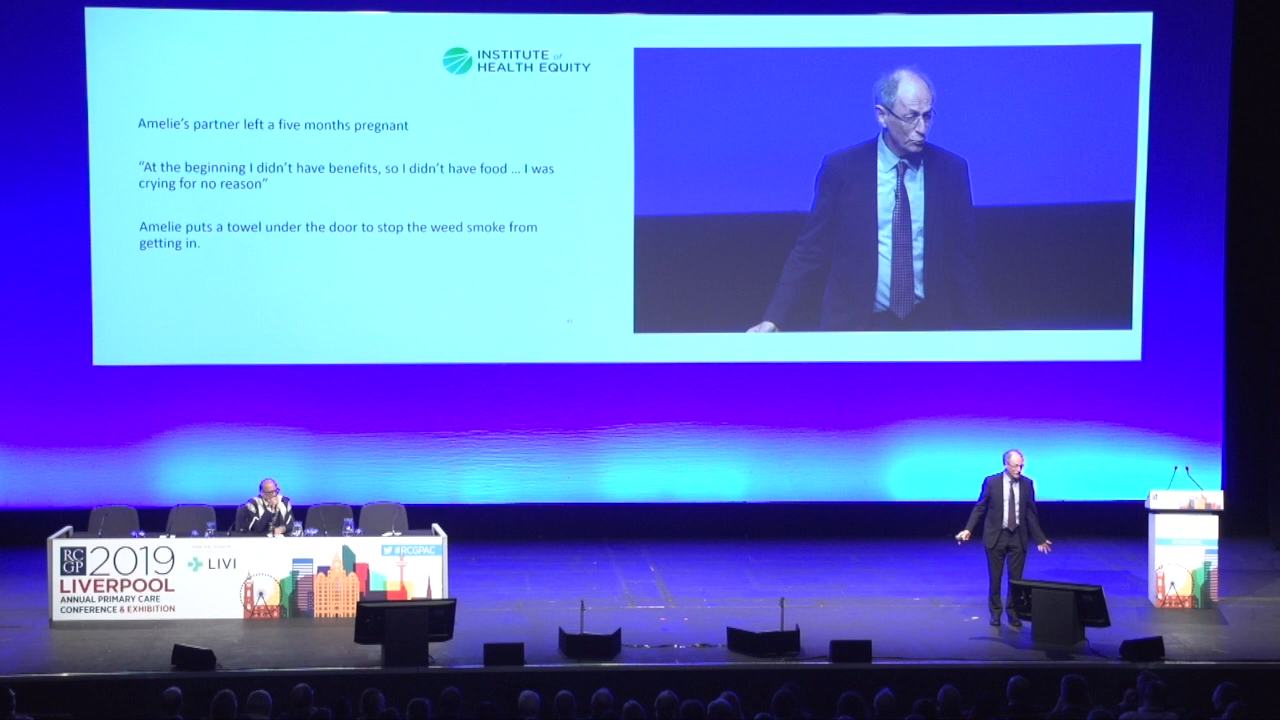 INSTITUTE of
HEALTH EQUITY
Amelie's partner left a five months pregnant
“At the beginning I didn't have benefits, so I didn't have food ... I was
crying for no reason”
Amelie puts a towel under the door to stop the weed smoke from
getting in.
RC
GP
2019
LIVERPOOL
ANNUAL PRIMARY CARE
CONFERENCE & EXHIBITION
LIVI
#RCGPAC